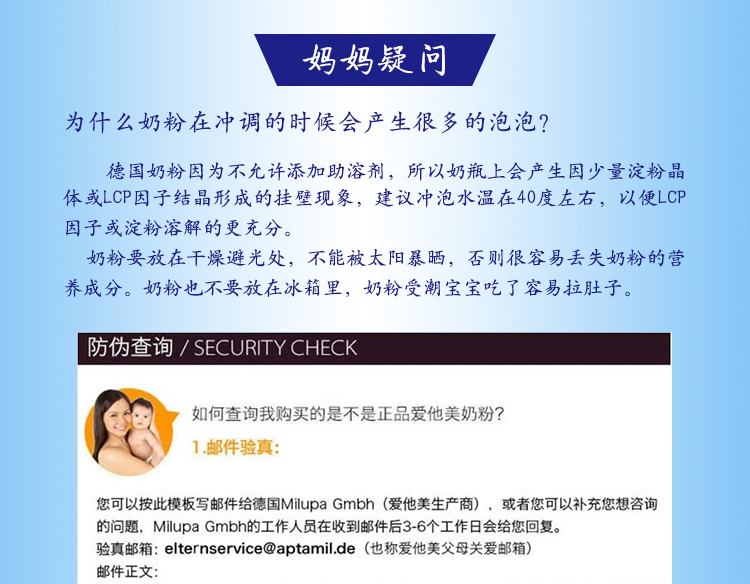 妈妈疑问
为什么奶粉在冲调的时候会产生很多的泡泡?
德国奶粉因为不允许添加助溶剂，所以奶瓶上会产生因少量淀粉晶
体或LCP因子结晶形成的挂壁现象，建议冲泡水温在40度左右，以便LCP
因子或淀粉溶解的更充分。
奶粉要放在干燥避光处，不能被太阳暴晒，否则很容易丢失奶粉的营
养成分。奶粉也不要放在冰箱里，奶粉受潮宝宝吃了容易拉肚子。
防伪查询 / SECURITY CHECK
如何查询我购买的是不是正品爱他美奶粉?
1.邮件验真：
您可以按此模板写邮件给德国Milupa Gmbh（爱他美生产商），或者您可以补充您想咨询
的问题，Milupa Gmbh的工作人员在收到邮件后3-6个工作日会给您回复。
验真邮箱：elternservice@aptamil.de（也称爱他美父母关爱邮箱）
邮件正文：